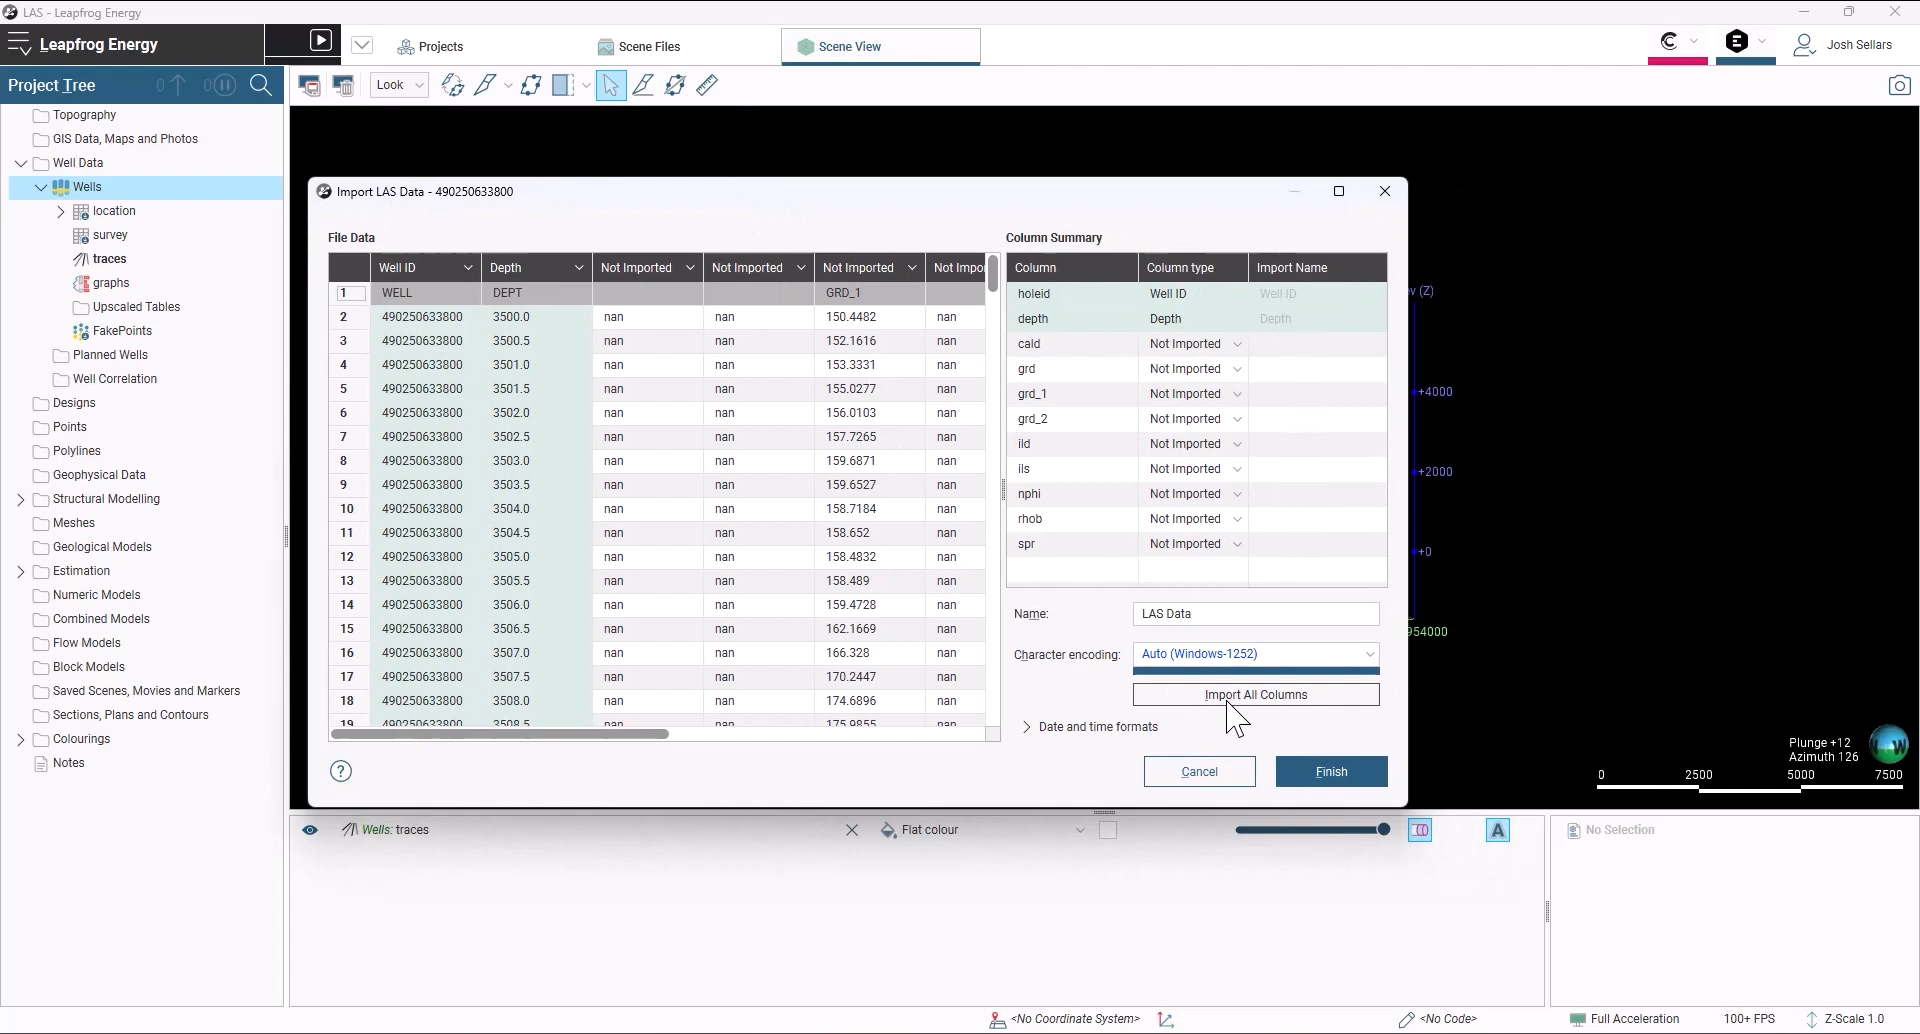 LAS - Leapfrog Energy
Leapfrog Energy
Projects
Scene Files
Scene View
Josh Sellars
Project Tree
0
0
Look
Topography
GIS Data, Maps and Photos
Well Data
Wells
location
survey
traces
graphs
Upscaled Tables
FakePoints
Planned Wells
Well Correlation
Designs
Points
Polylines
Geophysical Data
Structural Modelling
Meshes
Geological Models
Estimation
Numeric Models
Combined Models
Flow Models
Block Models
Saved Scenes, Movies and Markers
Sections, Plans and Contours
Colourings
Notes
Import LAS Data - 490250633800
File Data
Well ID Depth Not Imported Not Imported Not Imported Not Impor
1 WELL DEPT GRD_1
2 490250633800 3500.0 nan nan 150.4482 nan
3 490250633800 3500.5 nan nan 152.1616 nan
4 490250633800 3501.0 nan nan 153.3331 nan
5 490250633800 3501.5 nan nan 155.0277 nan
6 490250633800 3502.0 nan nan 156.0103 nan
7 490250633800 3502.5 nan nan 157.7265 nan
8 490250633800 3503.0 nan nan 159.6871 nan
9 490250633800 3503.5 nan nan 159.6527 nan
10 490250633800 3504.0 nan nan 158.7184 nan
11 490250633800 3504.5 nan nan 158.652 nan
12 490250633800 3505.0 nan nan 158.4832 nan
13 490250633800 3505.5 nan nan 158.489 nan
14 490250633800 3506.0 nan nan 159.4728 nan
15 490250633800 3506.5 nan nan 162.1669 nan
16 490250633800 3507.0 nan nan 166.328 nan
17 490250633800 3507.5 nan nan 170.2447 nan
18 490250633800 3508.0 nan nan 174.6896 nan
19 490250633800 3508.5 nan nan 175.9855 nan
Column Summary
Column Column type Import Name
holeid Well ID Well ID
depth Depth Depth
cald Not Imported
grd Not Imported
grd_1 Not Imported
grd_2 Not Imported
ild Not Imported
ils Not Imported
nphi Not Imported
rhob Not Imported
spr Not Imported
Name: LAS Data
Character encoding: Auto (Windows-1252)
Import All Columns
Date and time formats
? Cancel Finish
ev (Z)
+4000
+2000
+0
954000
Plunge +12
Azimuth 126
0 2500 5000 7500
Wells: traces
Flat colour
A
No Selection
<No Coordinate System>
<No Code>
Full Acceleration
100+ FPS
Z-Scale 1.0